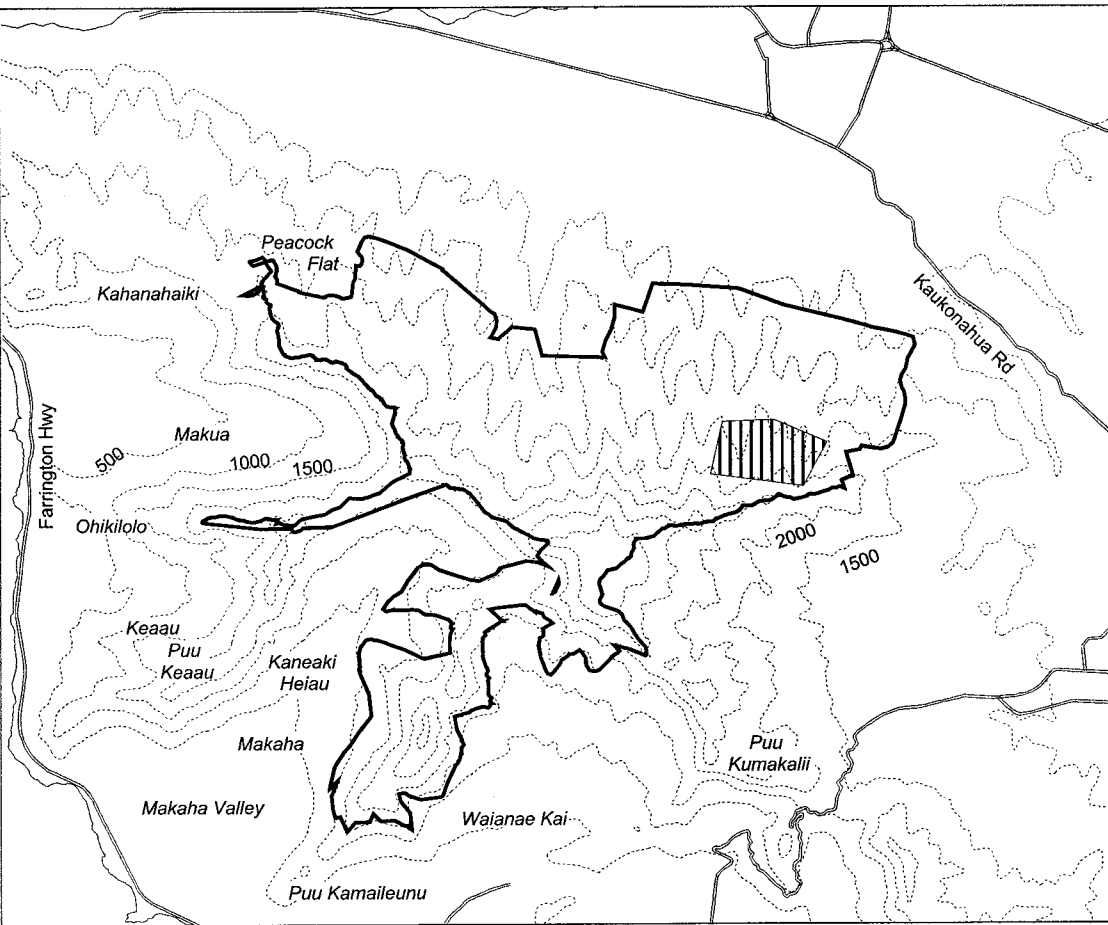 Peacock
Flat
Kahanahaiki
Kaukonahua Rd
Farrington Hwy
Makua
500
1000
1500
Ohikilolo
2000
1500
Keaau
Puu
Keaau
Kaneaki
Heiau
Makaha
Puu
Kumakalii
Makaha Valley
Waianae Kai
Puu Kamaileunu